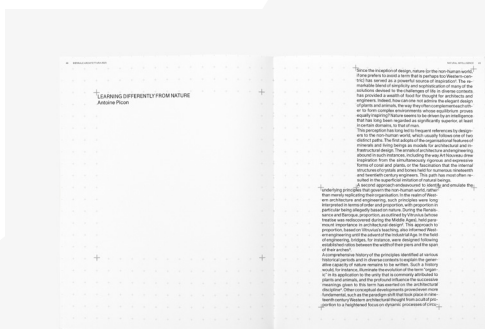 LEARNING DIFFERENTLY FROM NATURE
Antoine Picon
Since the inception of design, nature (or the non-human world,
if one prefers to avoid a term that is perhaps too Western-cen-
tric) has served as a powerful source of inspiration. The re-
markable blend of simplicity and sophistication of many of the
solutions devised to the challenges of life in diverse contexts
has provided a wealth of food for thought for architects and
engineers. Indeed, how can one not admire the elegant design
of plants and animals, the way they often complement each oth-
er to form complex environments whose equilibrium proves
equally inspiring? Nature seems to be driven by an intelligence
that has long been regarded as significantly superior, at least
in certain domains, to that of man.
This perception has long led to frequent references by design-
ers to the non-human world, which usually follows one of two
distinct paths. The first adopts of the organisational features of
minerals and living beings as models for architectural and in-
frastructural design. The annals of architecture and engineering
abound in such instances, including the way Art Nouveau drew
inspiration from the simultaneously rigorous and expressive
forms of coral and plants, or the fascination that the internal
structures of crystals and bones held for numerous nineteenth
and twentieth century engineers. This path has most often re-
sulted in the superficial imitation of natural beings.
A second approach endeavoured to identify and emulate the
underlying principles that govern the non-human world, rather
than merely replicating their organisation. In the realm of West-
ern architecture and engineering, such principles were long
interpreted in terms of order and proportion, with proportion in
particular being allegedly based on nature. During the Renais-
sance and Baroque, proportion, as outlined by Vitruvius (whose
treatise was rediscovered during the Middle Ages), held para-
mount importance in architectural design. This approach to
proportion, based on Vitruvius's teaching, also informed West-
ern engineering until the advent of the Industrial Age. In the field
of engineering, bridges, for instance, were designed following
established ratios between the width of their piers and the span
of their arches.
A comprehensive history of the principles identified at various
historical periods and in diverse contexts to explain the gener-
ative capacity of nature remains to be written. Such a history
would, for instance, illuminate the evolution of the term "organ-
ic" in its application to the unity that is commonly attributed to
plants and animals, and the profound influence the successive
meanings given to this term has exerted on the architectural
discipline. Other conceptual developments proved even more
fundamental, such as the paradigm shift that took place in nine-
teenth century Western architectural thought from a cult of pro-
portion to a heightened focus on dynamic processes of circu-